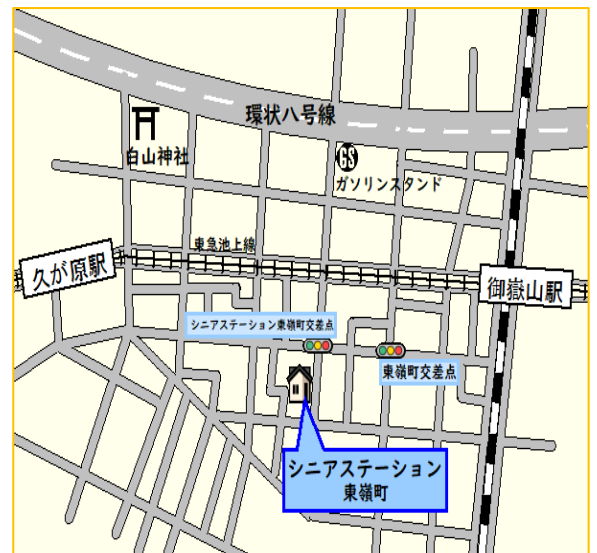 環状八号線
白山神社
GS
ガソリンスタンド
東急池上線
久が原駅
御嶽山駅
シニアステーション東嶺町交差点
東嶺町交差点
シニアステーション
東嶺町